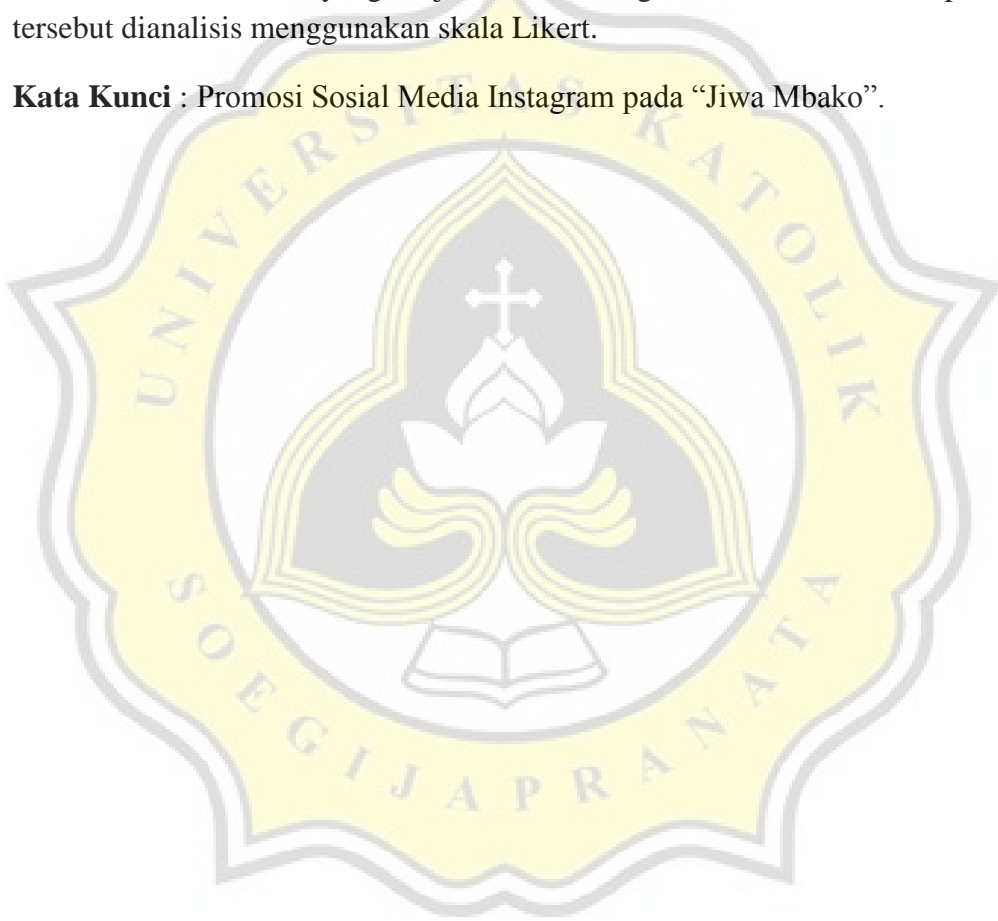 tersebut dianalisis menggunakan skala Likert.
Kata Kunci : Promosi Sosial Media Instagram pada “Jiwa Mbako”.
UNIVERSITAS KATOLIK
SOEGIJAPRANATA